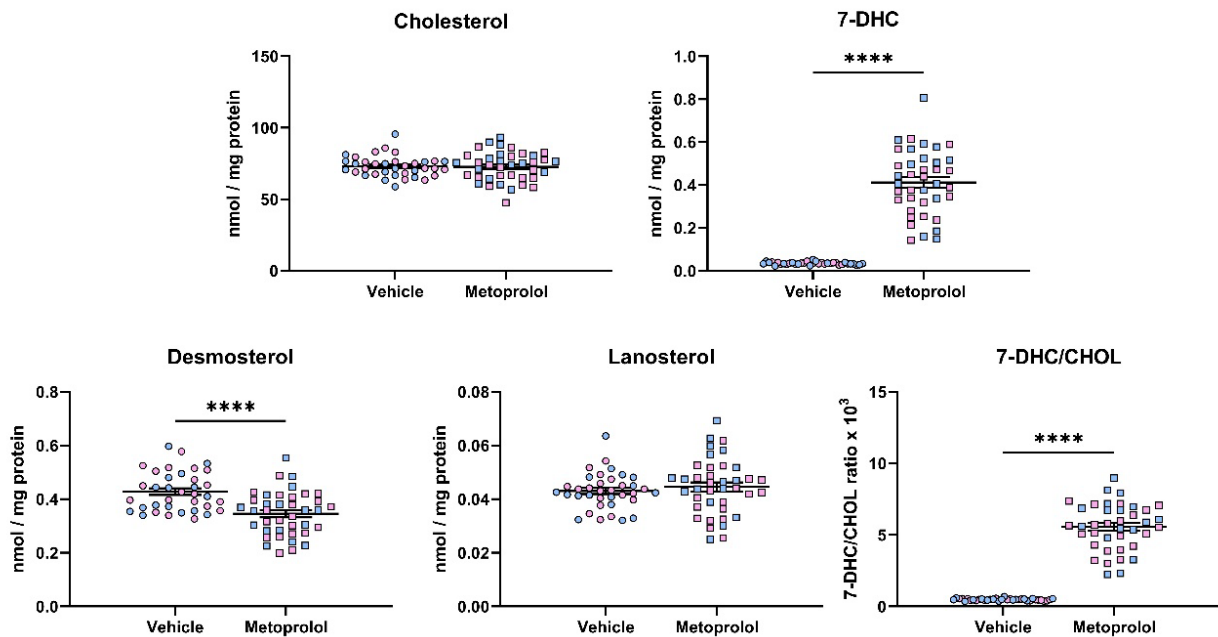 Cholesterol
nmol / mg protein
150
100
50
0
Vehicle Metoprolol
7-DHC
nmol / mg protein
1.0
0.8
0.6
0.4
0.2
0.0
****
Vehicle Metoprolol
Desmosterol
nmol / mg protein
0.8
0.6
0.4
0.2
0.0
****
Vehicle Metoprolol
Lanosterol
nmol / mg protein
0.08
0.06
0.04
0.02
0.00
Vehicle Metoprolol
7-DHC/CHOL
7-DHC/CHOL ratio x 10³
15
10
5
0
****
Vehicle Metoprolol